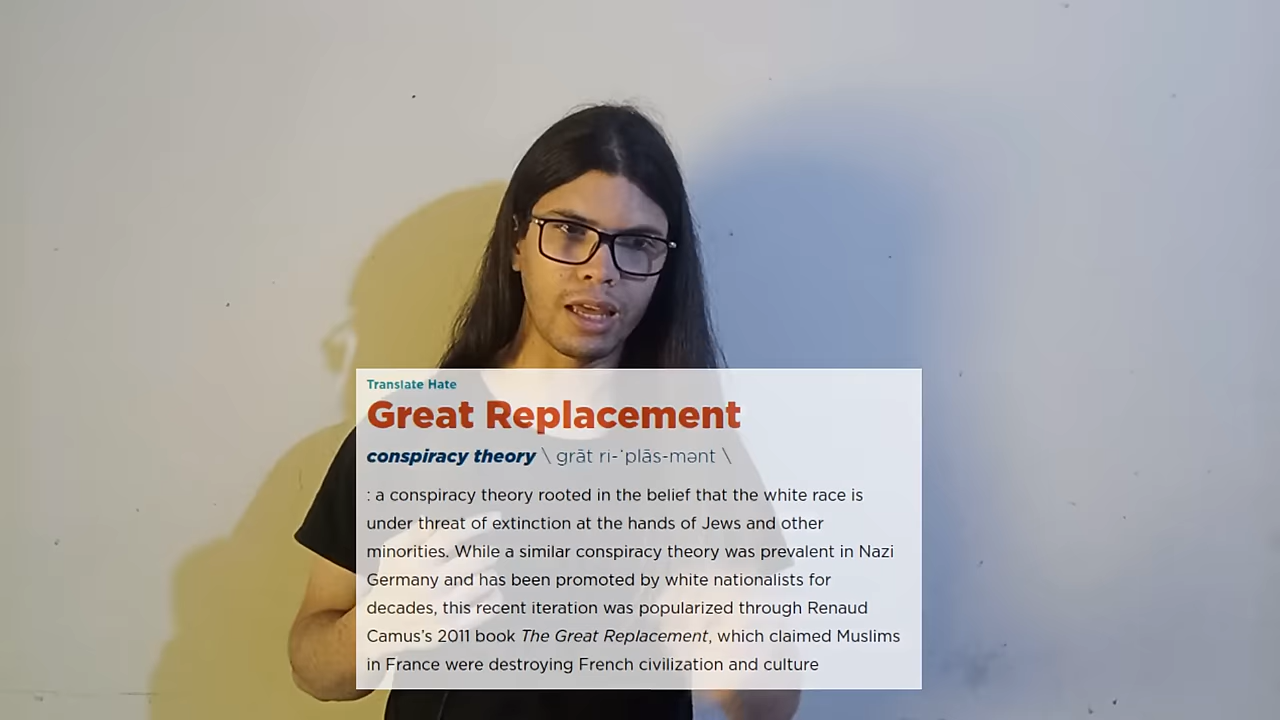 Translate Hate
Great Replacement
conspiracy theory \ grāt ri-ˈplās-mənt \
: a conspiracy theory rooted in the belief that the white race is
under threat of extinction at the hands of Jews and other
minorities. While a similar conspiracy theory was prevalent in Nazi
Germany and has been promoted by white nationalists for
decades, this recent iteration was popularized through Renaud
Camus's 2011 book The Great Replacement, which claimed Muslims
in France were destroying French civilization and culture